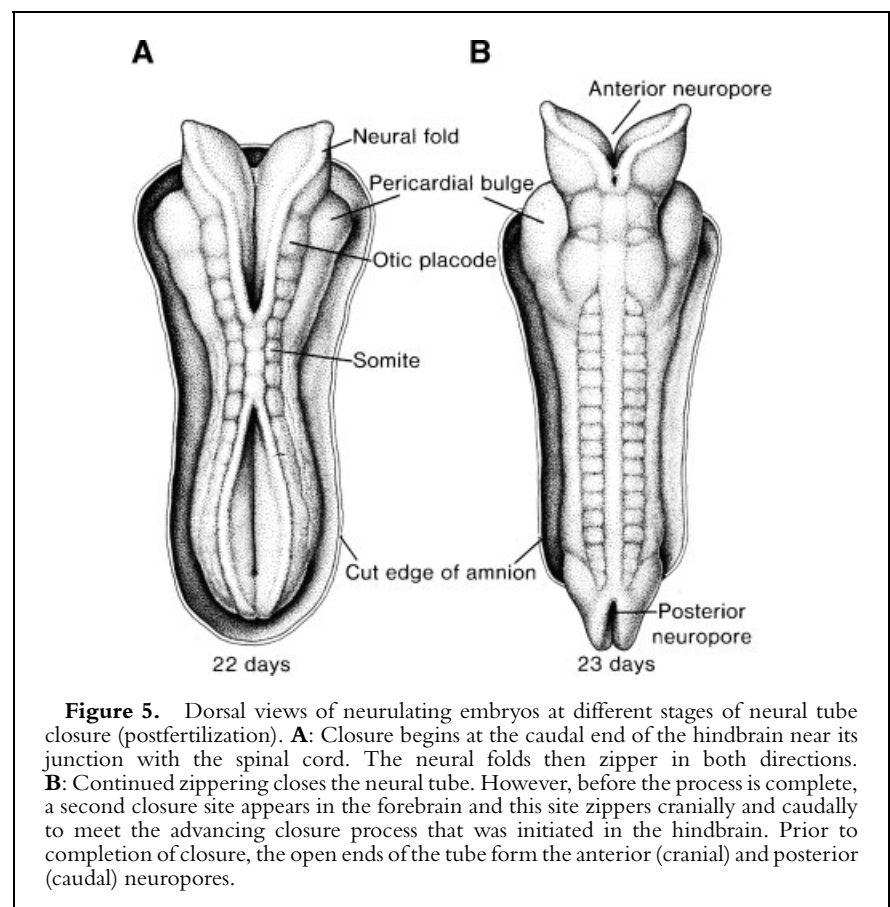 A
B
Anterior neuropore
Neural fold
Pericardial bulge
Otic placode
Somite
Cut edge of amnion
Posterior
neuropore
22 days
23 days
Figure 5. Dorsal views of neurulating embryos at different stages of neural tube
closure (postfertilization). A: Closure begins at the caudal end of the hindbrain near its
junction with the spinal cord. The neural folds then zipper in both directions.
B: Continued zippering closes the neural tube. However, before the process is complete,
a second closure site appears in the forebrain and this site zippers cranially and caudally
to meet the advancing closure process that was initiated in the hindbrain. Prior to
completion of closure, the open ends of the tube form the anterior (cranial) and posterior
(caudal) neuropores.